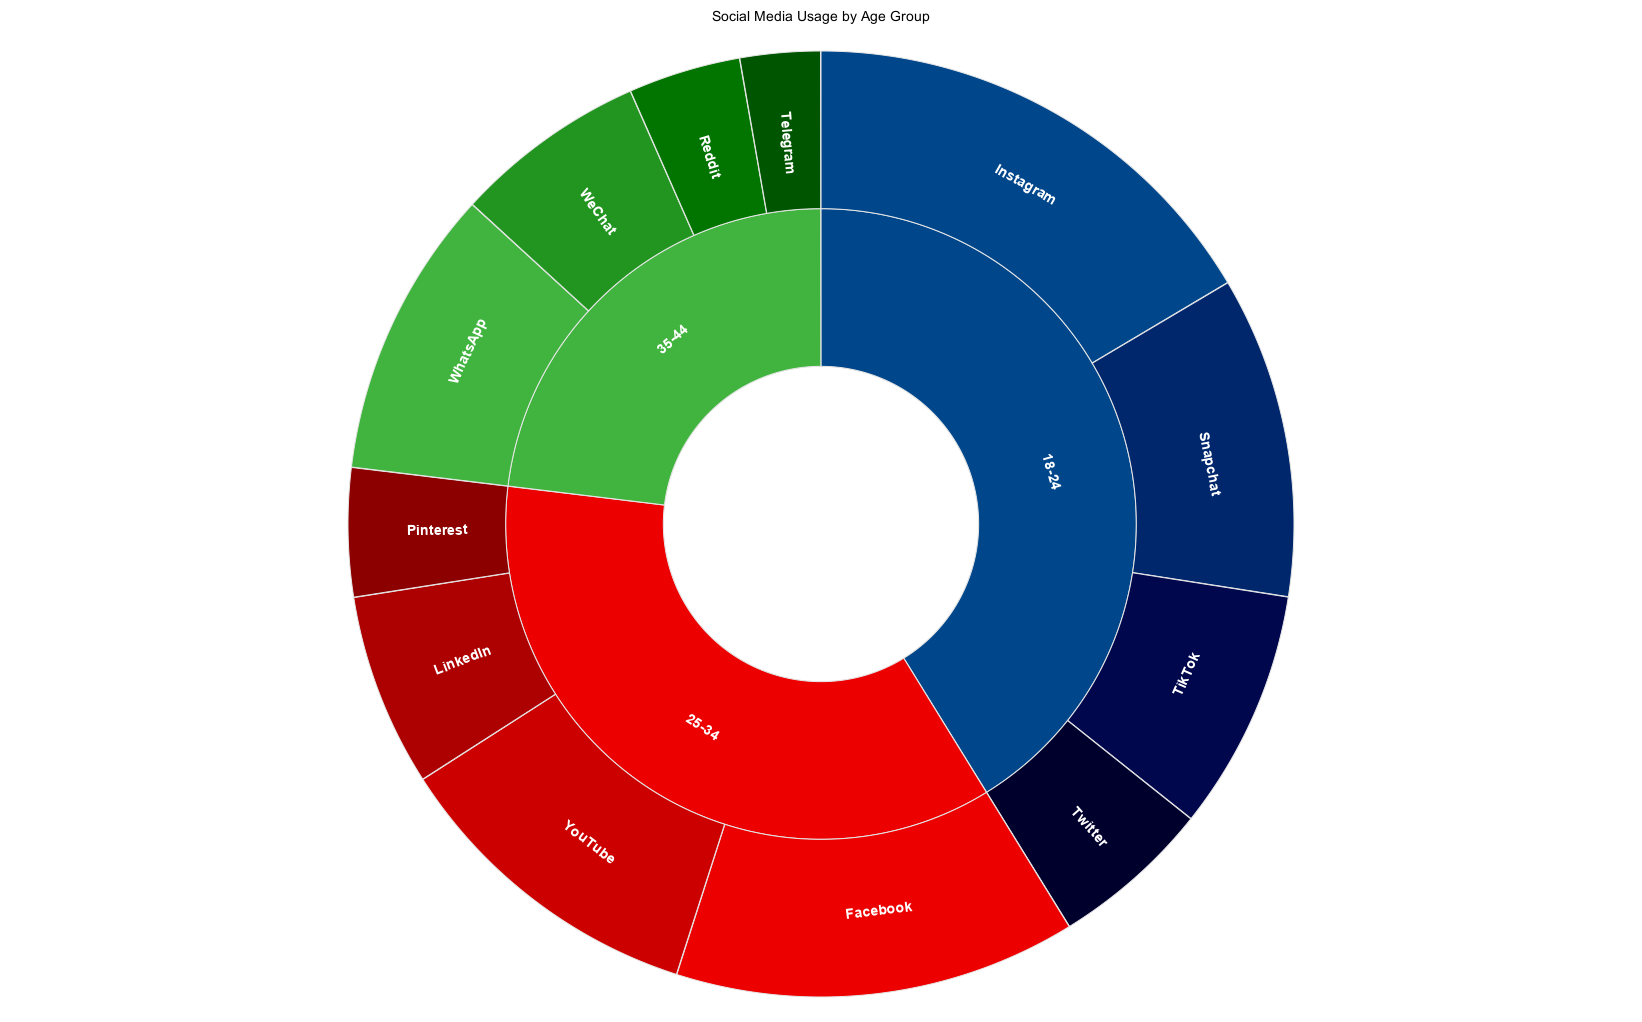 Social Media Usage by Age Group
Telegram
Reddit
Instagram
WeChat
35-44
WhatsApp
18-24
Snapchat
Pinterest
LinkedIn
TikTok
25-34
Twitter
YouTube
Facebook